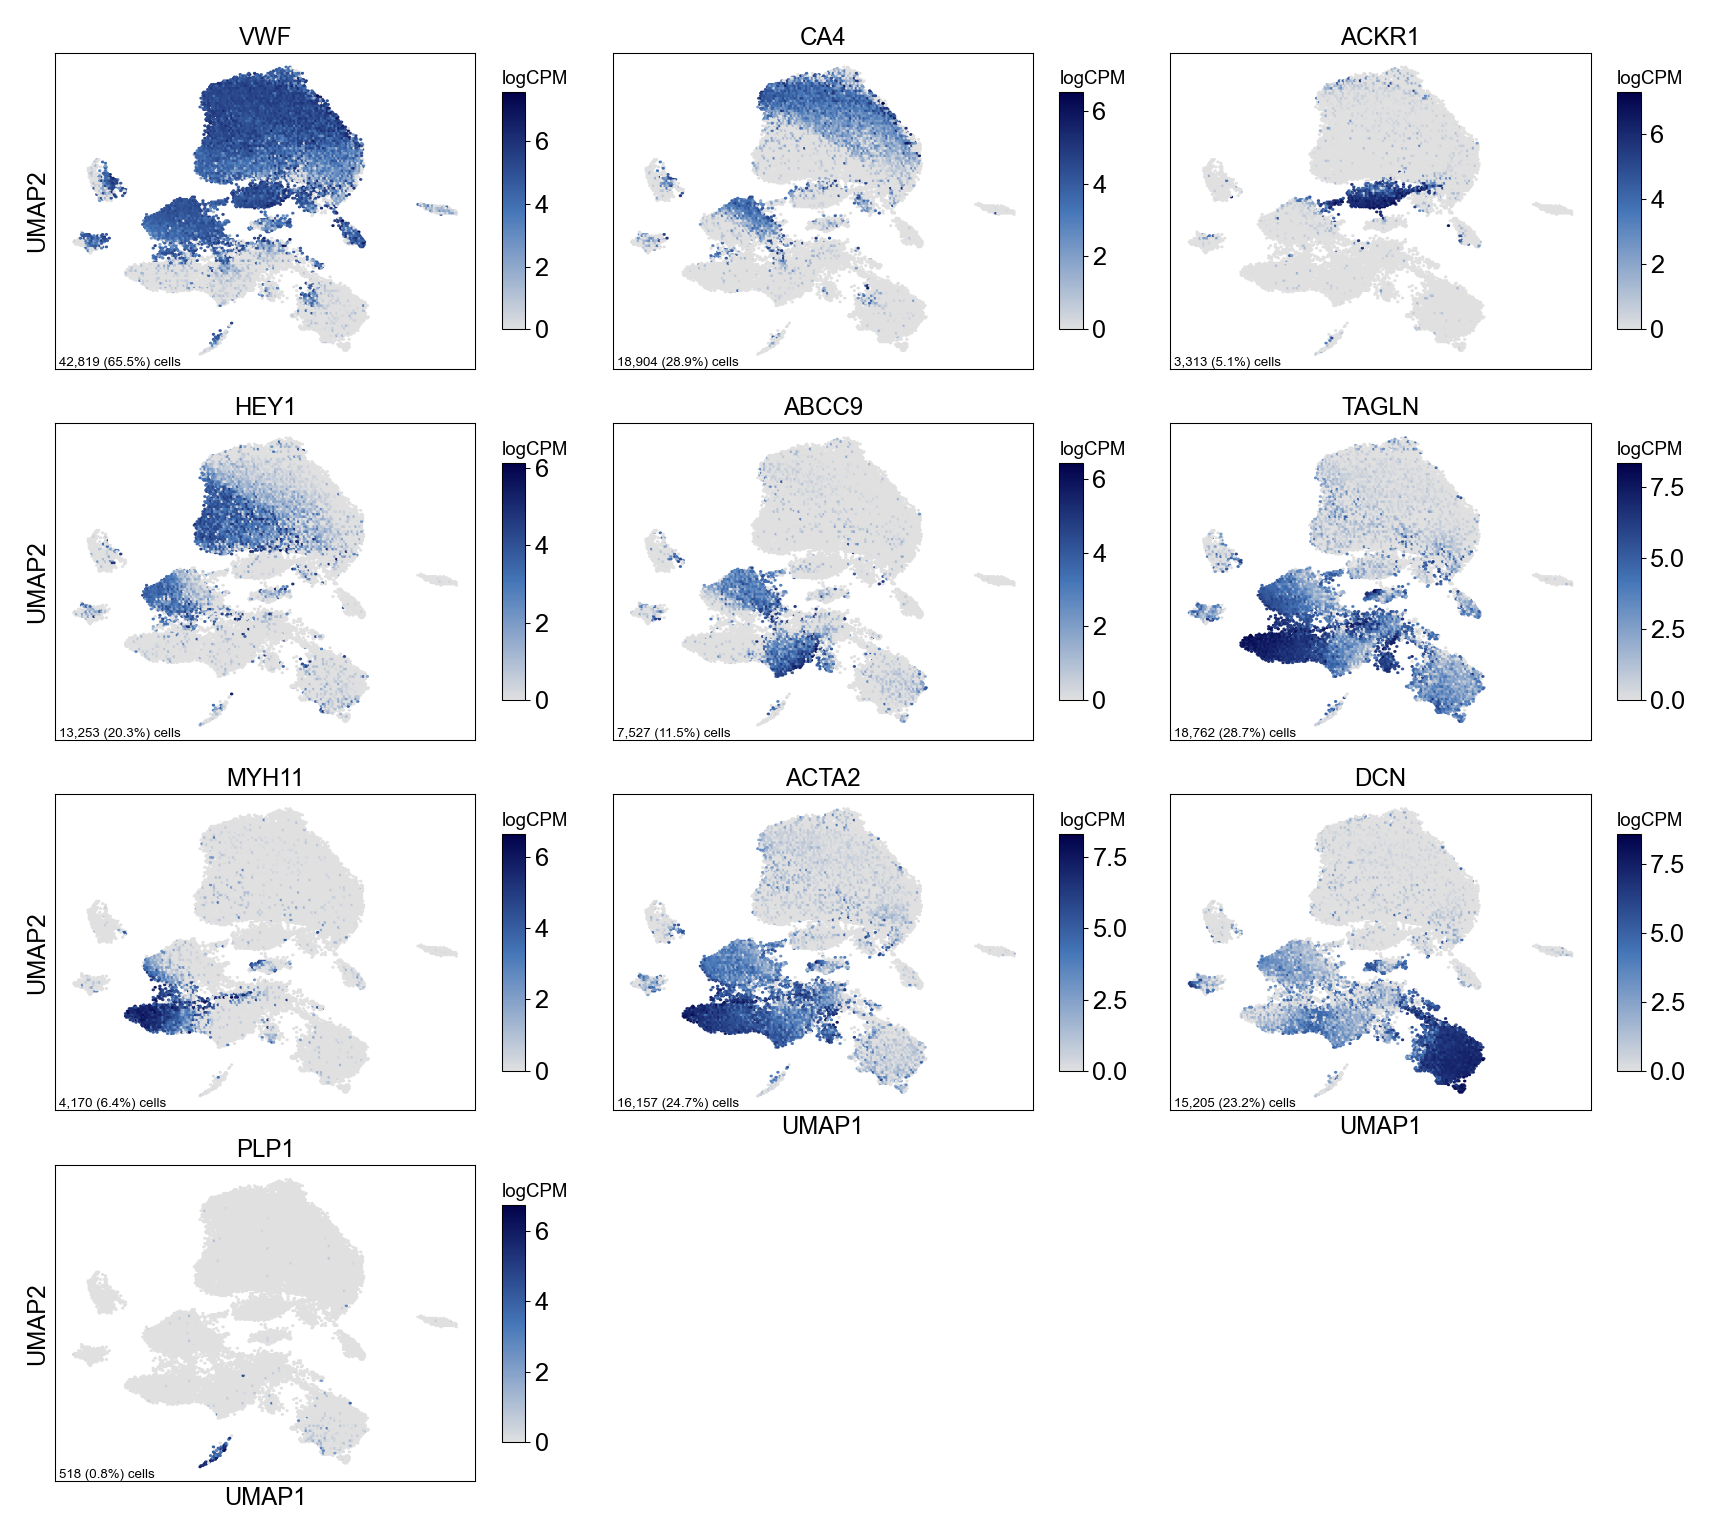 VWF
CA4
ACKR1
logCPM
logCPM
logCPM
6
4
2
0
6
4
2
0
6
4
2
0
UMAP2
42,819 (65.5%) cells
18,904 (28.9%) cells
3,313 (5.1%) cells
HEY1
ABCC9
TAGLN
logCPM
logCPM
logCPM
6
4
2
0
6
4
2
0
7.5
5.0
2.5
0.0
UMAP2
13,253 (20.3%) cells
7,527 (11.5%) cells
18,762 (28.7%) cells
MYH11
ACTA2
DCN
logCPM
logCPM
logCPM
6
4
2
0
7.5
5.0
2.5
0.0
7.5
5.0
2.5
0.0
UMAP2
4,170 (6.4%) cells
16,157 (24.7%) cells
15,205 (23.2%) cells
UMAP1
UMAP1
PLP1
logCPM
6
4
2
0
UMAP2
518 (0.8%) cells
UMAP1